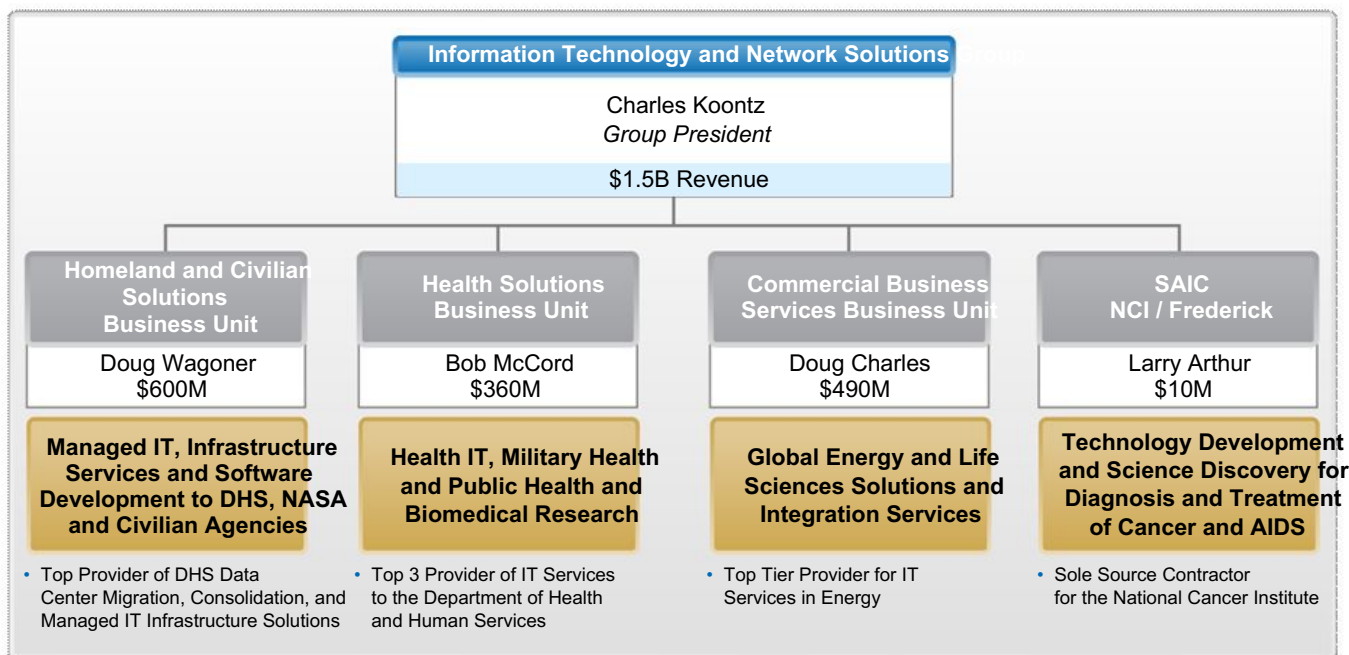 Information Technology and Network Solutions Group
Charles Koontz
Group President
$1.5B Revenue
Homeland and Civilian
Solutions
Business Unit
Doug Wagoner
$600M
Managed IT, Infrastructure
Services and Software
Development to DHS, NASA
and Civilian Agencies
• Top Provider of DHS Data
Center Migration, Consolidation, and
Managed IT Infrastructure Solutions
Health Solutions
Business Unit
Bob McCord
$360M
Health IT, Military Health
and Public Health and
Biomedical Research
• Top 3 Provider of IT Services
to the Department of Health
and Human Services
Commercial Business
Services Business Unit
Doug Charles
$490M
Global Energy and Life
Sciences Solutions and
Integration Services
• Top Tier Provider for IT
Services in Energy
SAIC
NCI / Frederick
Larry Arthur
$10M
Technology Development
and Science Discovery for
Diagnosis and Treatment
of Cancer and AIDS
• Sole Source Contractor
for the National Cancer Institute